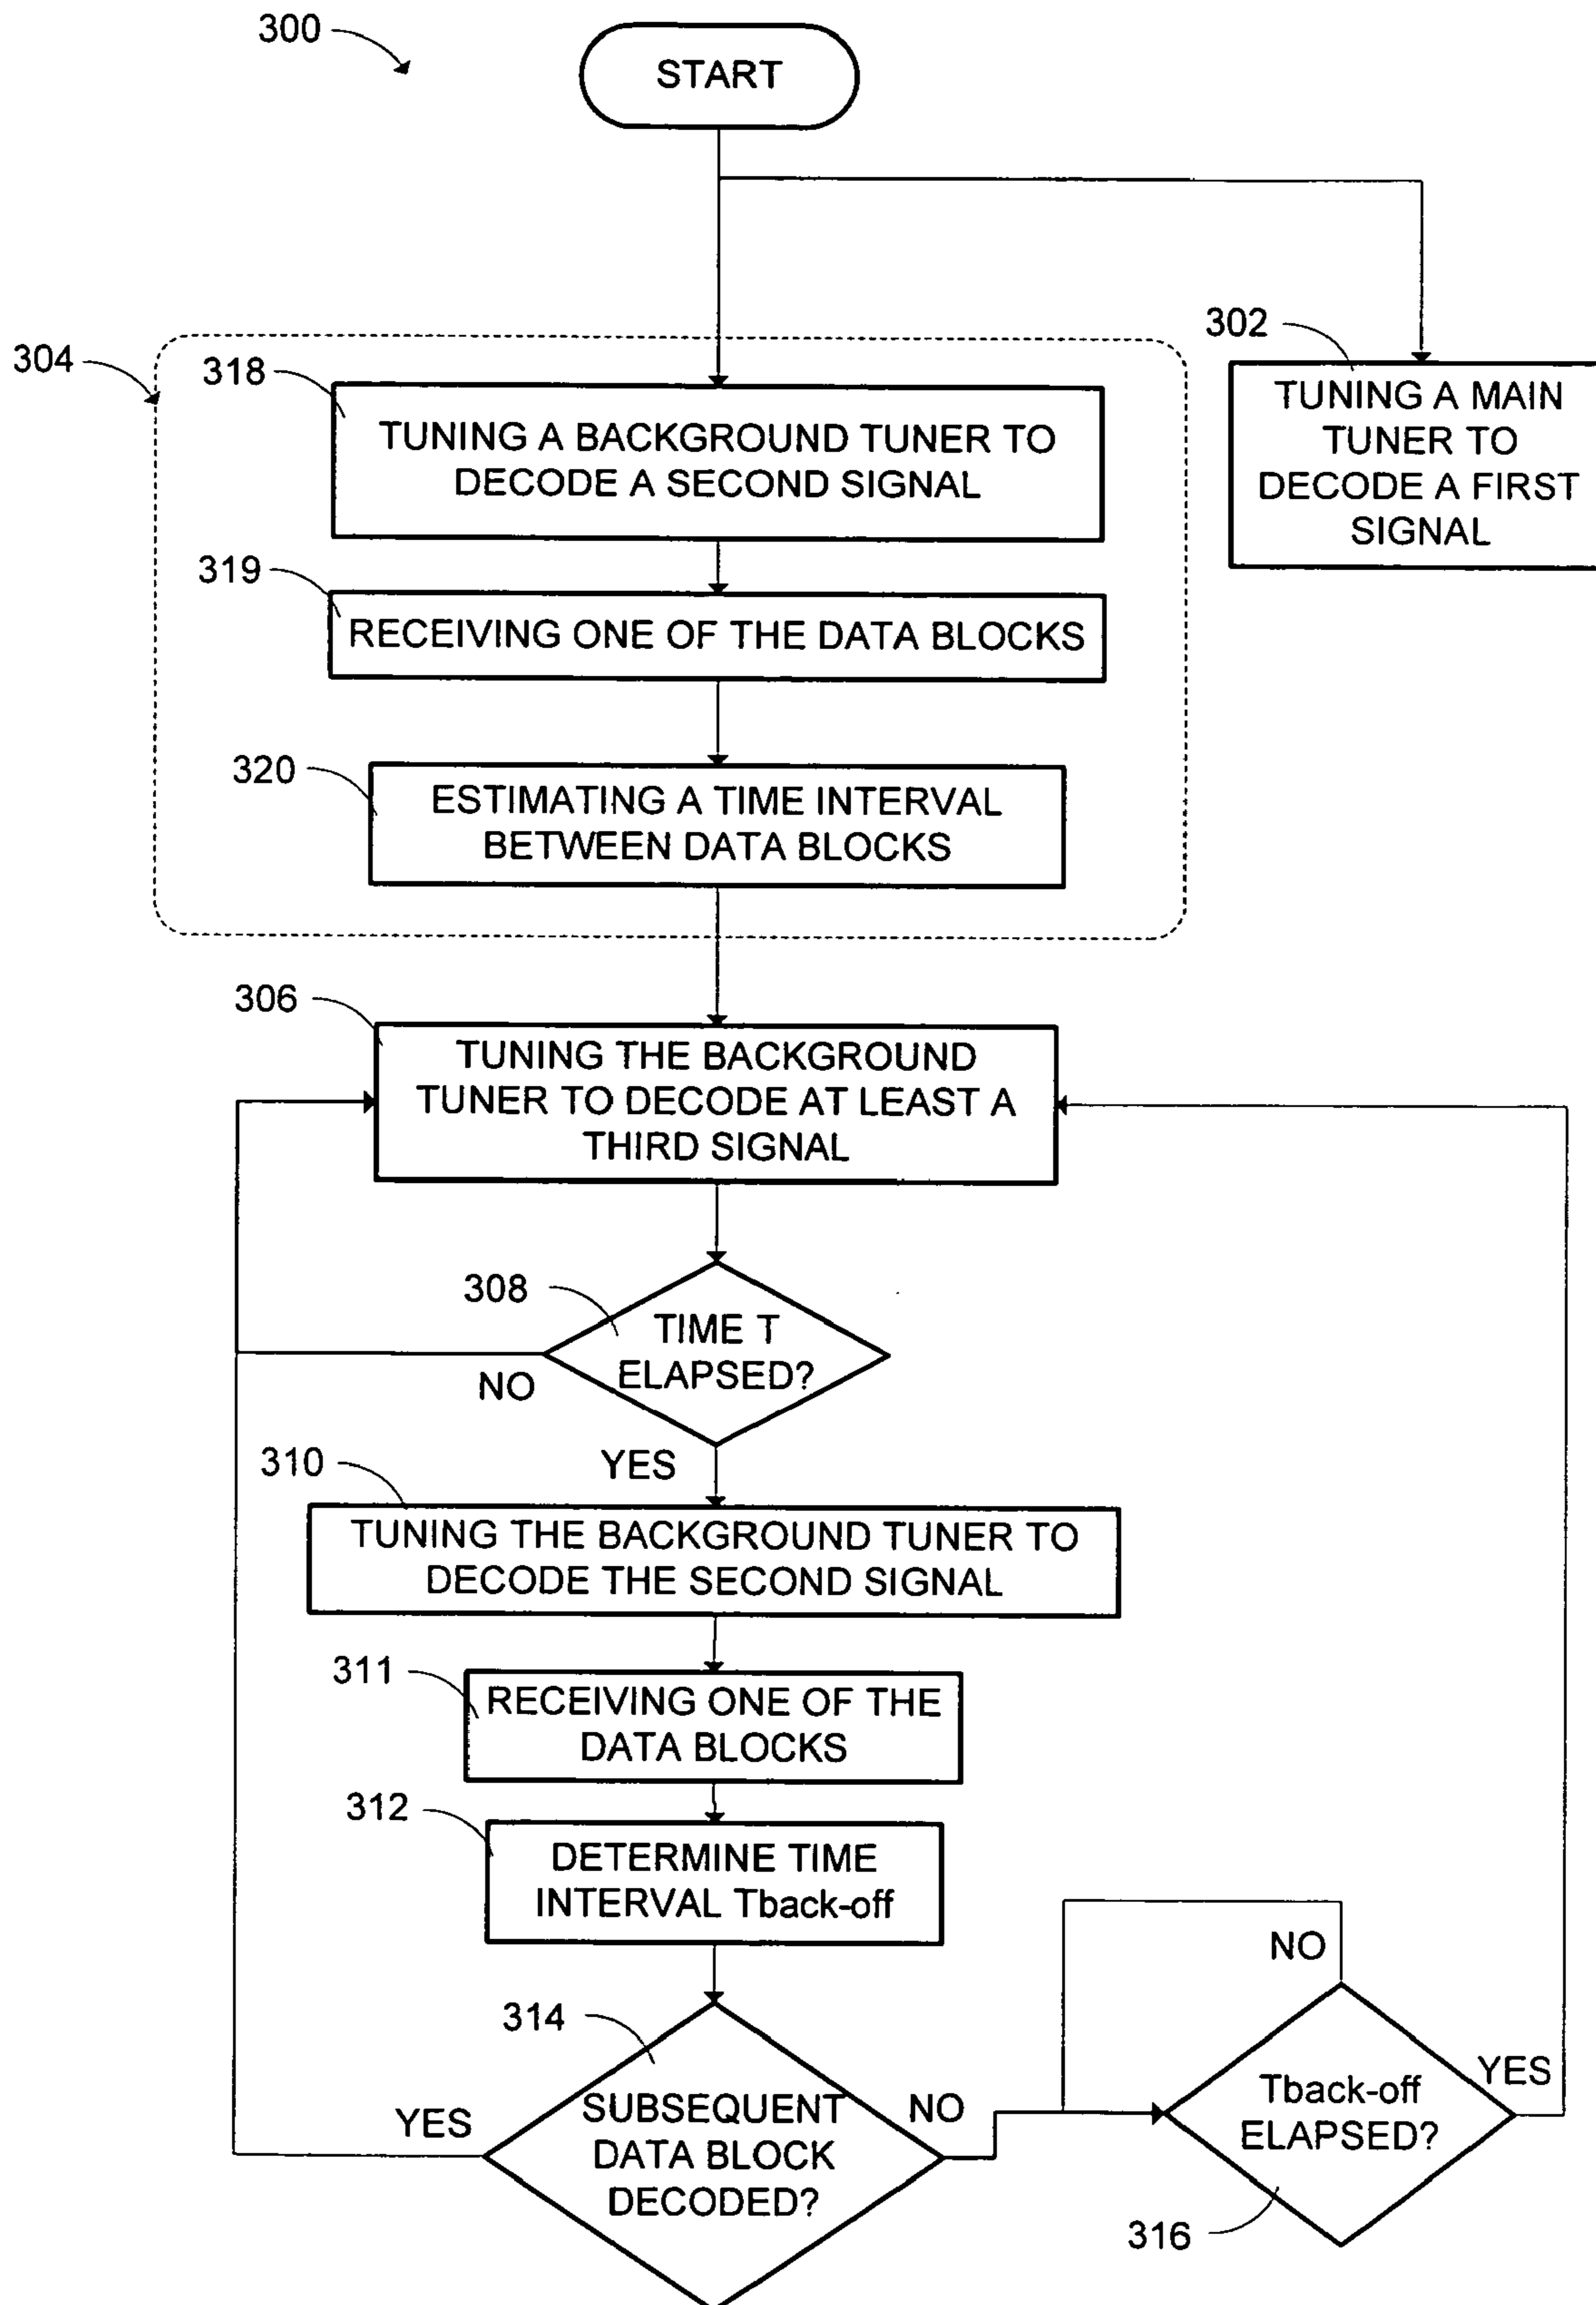 300
START
302
TUNING A MAIN
TUNER TO
DECODE A FIRST
SIGNAL
304
318
TUNING A BACKGROUND TUNER TO
DECODE A SECOND SIGNAL
319
RECEIVING ONE OF THE DATA BLOCKS
320
ESTIMATING A TIME INTERVAL
BETWEEN DATA BLOCKS
306
TUNING THE BACKGROUND
TUNER TO DECODE AT LEAST A
THIRD SIGNAL
308
TIME T
ELAPSED?
NO
YES
310
TUNING THE BACKGROUND TUNER TO
DECODE THE SECOND SIGNAL
311
RECEIVING ONE OF THE
DATA BLOCKS
312
DETERMINE TIME
INTERVAL Tback-off
314
SUBSEQUENT
DATA BLOCK
DECODED?
YES
NO
NO
Tback-off
ELAPSED?
YES
316